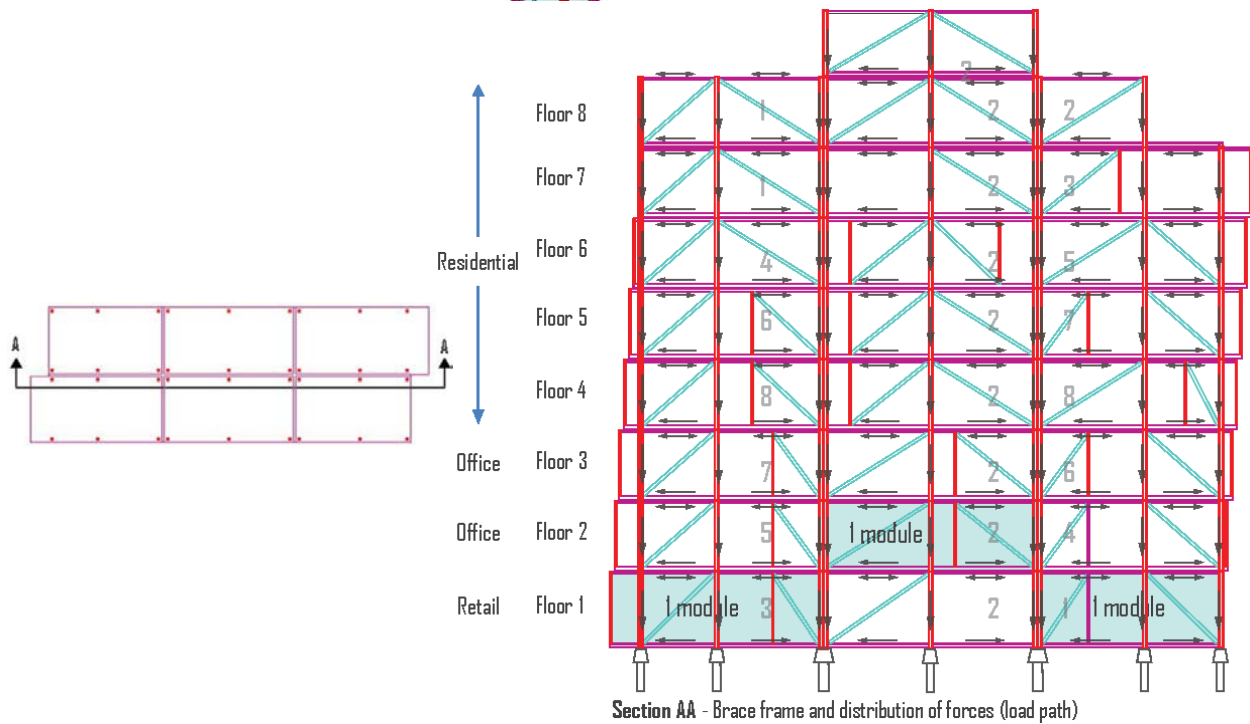 2
Floor 8
1
2
2
Floor 7
1
2
3
Residential
Floor 6
4
2
5
Floor 5
6
2
7
A
A
Floor 4
8
2
8
Office
Floor 3
7
2
6
Office
Floor 2
5
1 module
2
4
Retail
Floor 1
1 module
3
2
1
1 module
Section AA - Brace frame and distribution of forces (load path)